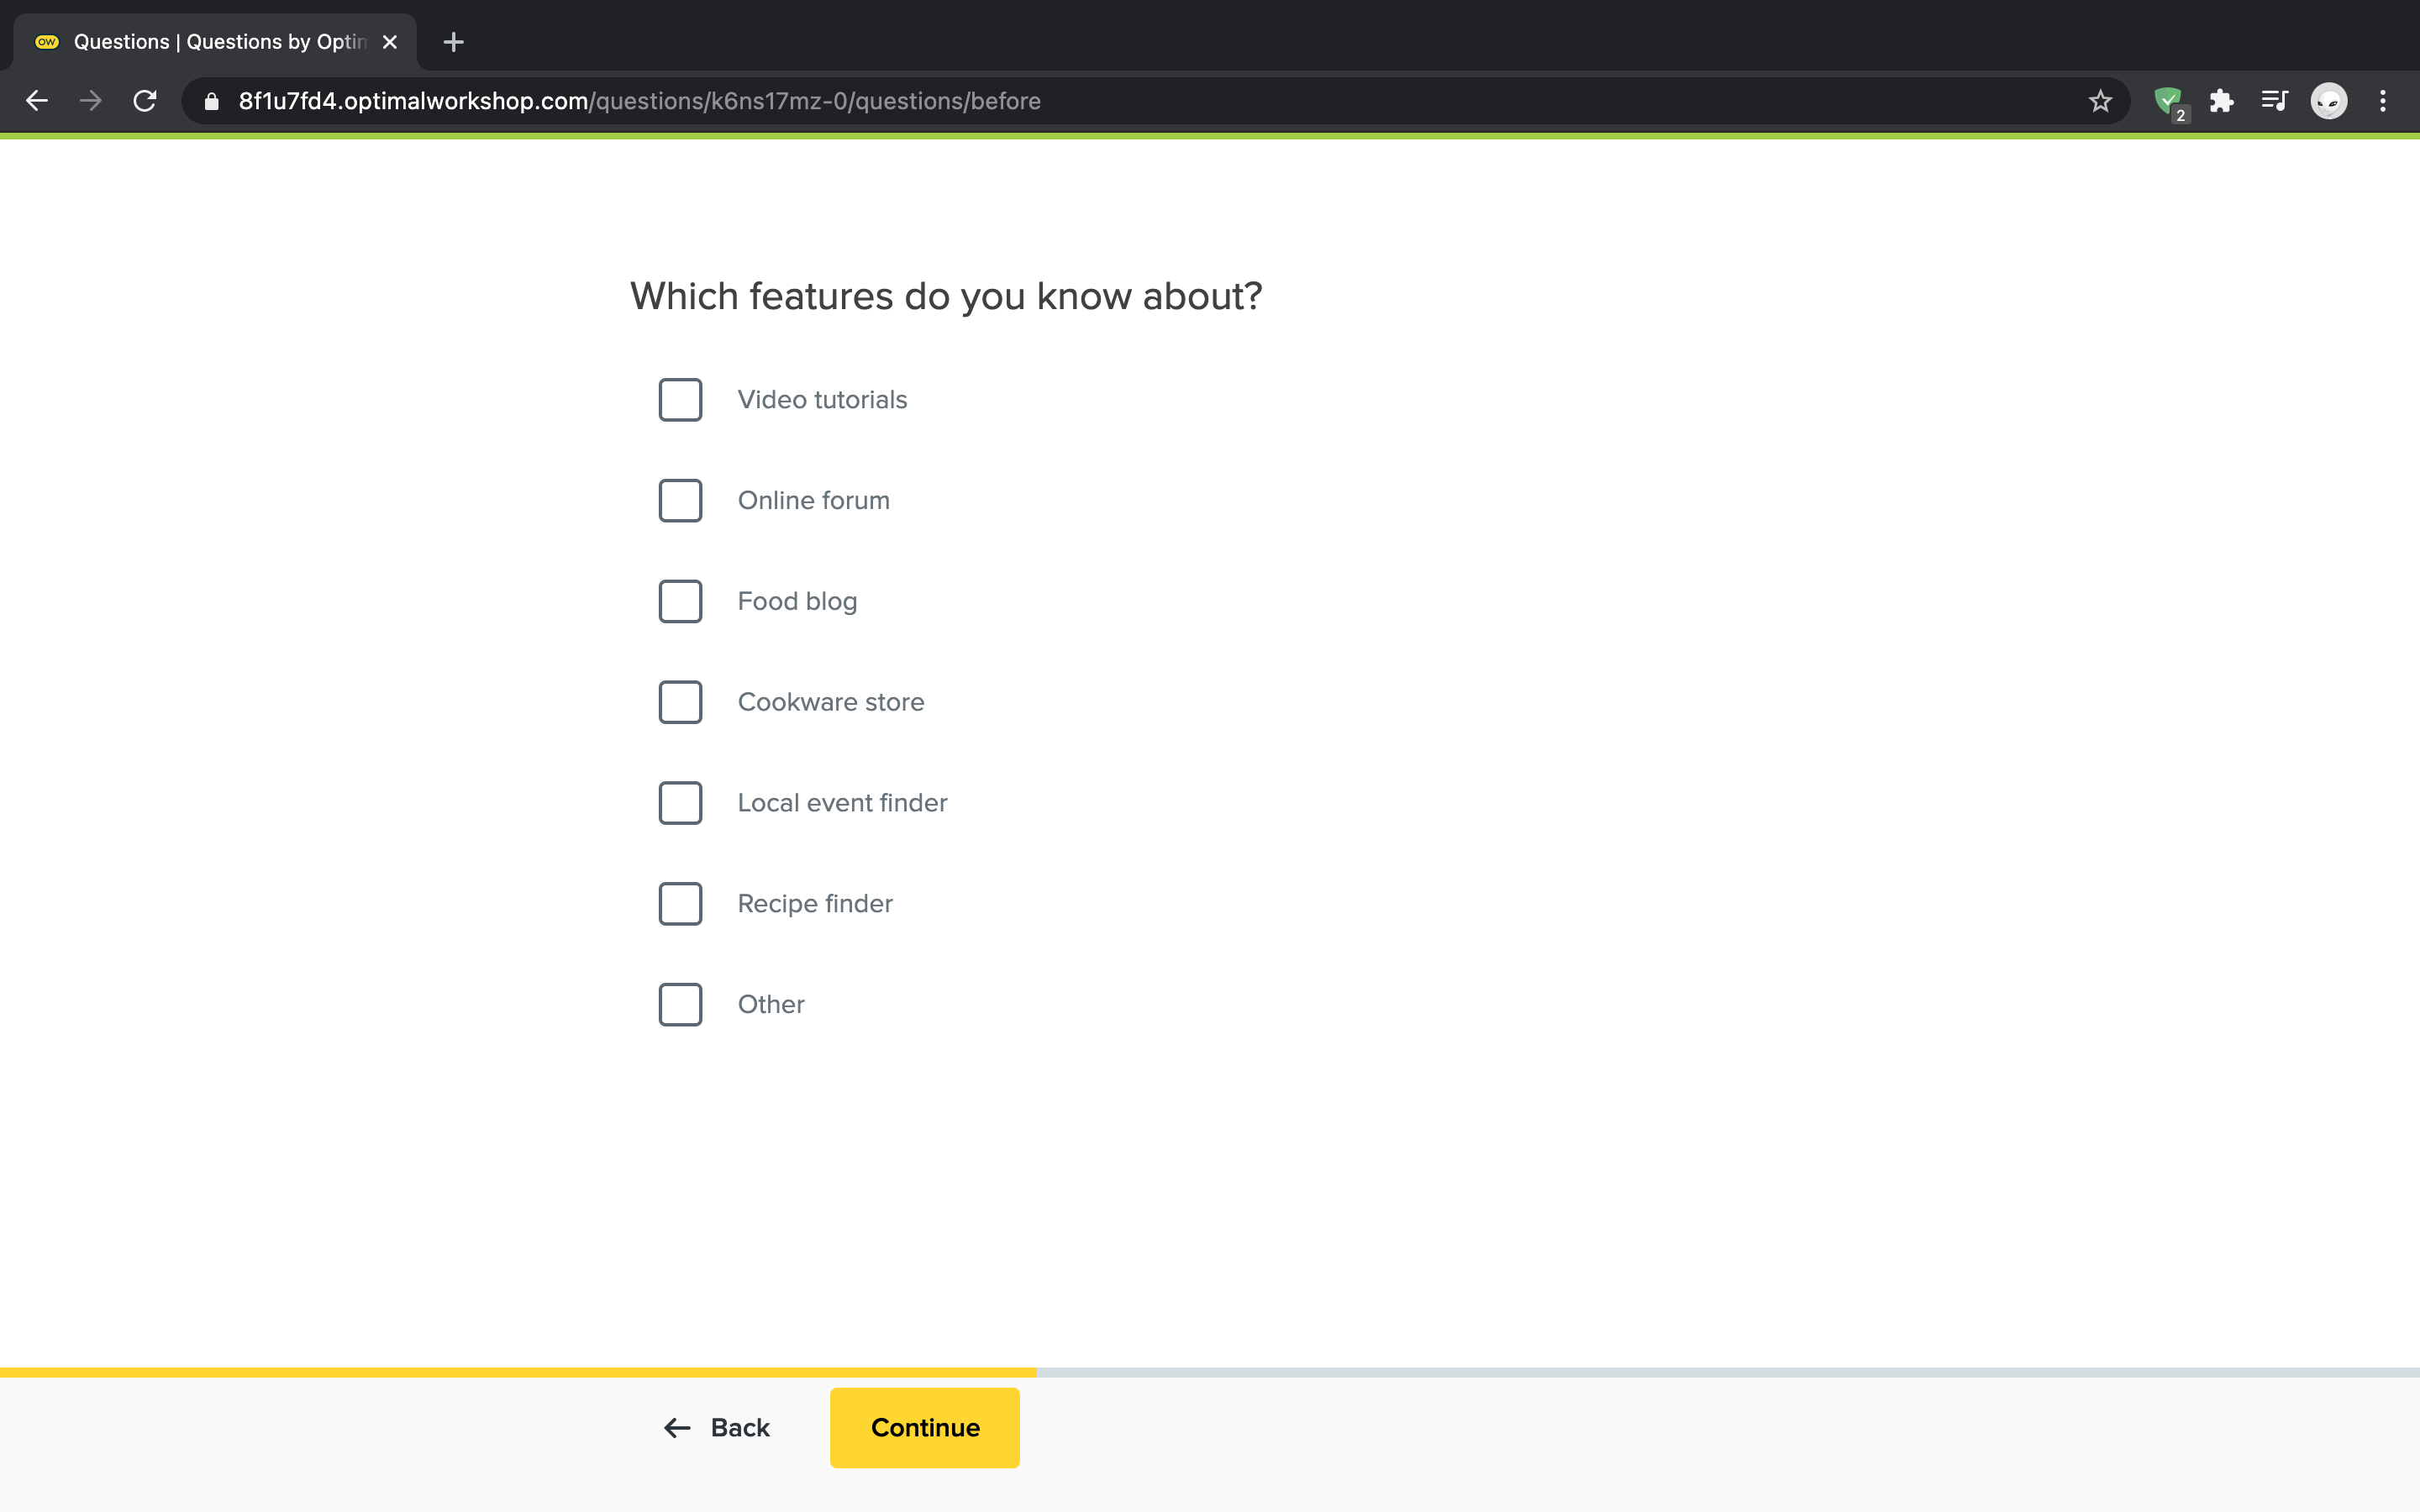 OW Questions | Questions by Optim
8f1u7fd4.optimalworkshop.com/questions/k6ns17mz-0/questions/before
2
Which features do you know about?
Video tutorials
Online forum
Food blog
Cookware store
Local event finder
Recipe finder
Other
Back Continue